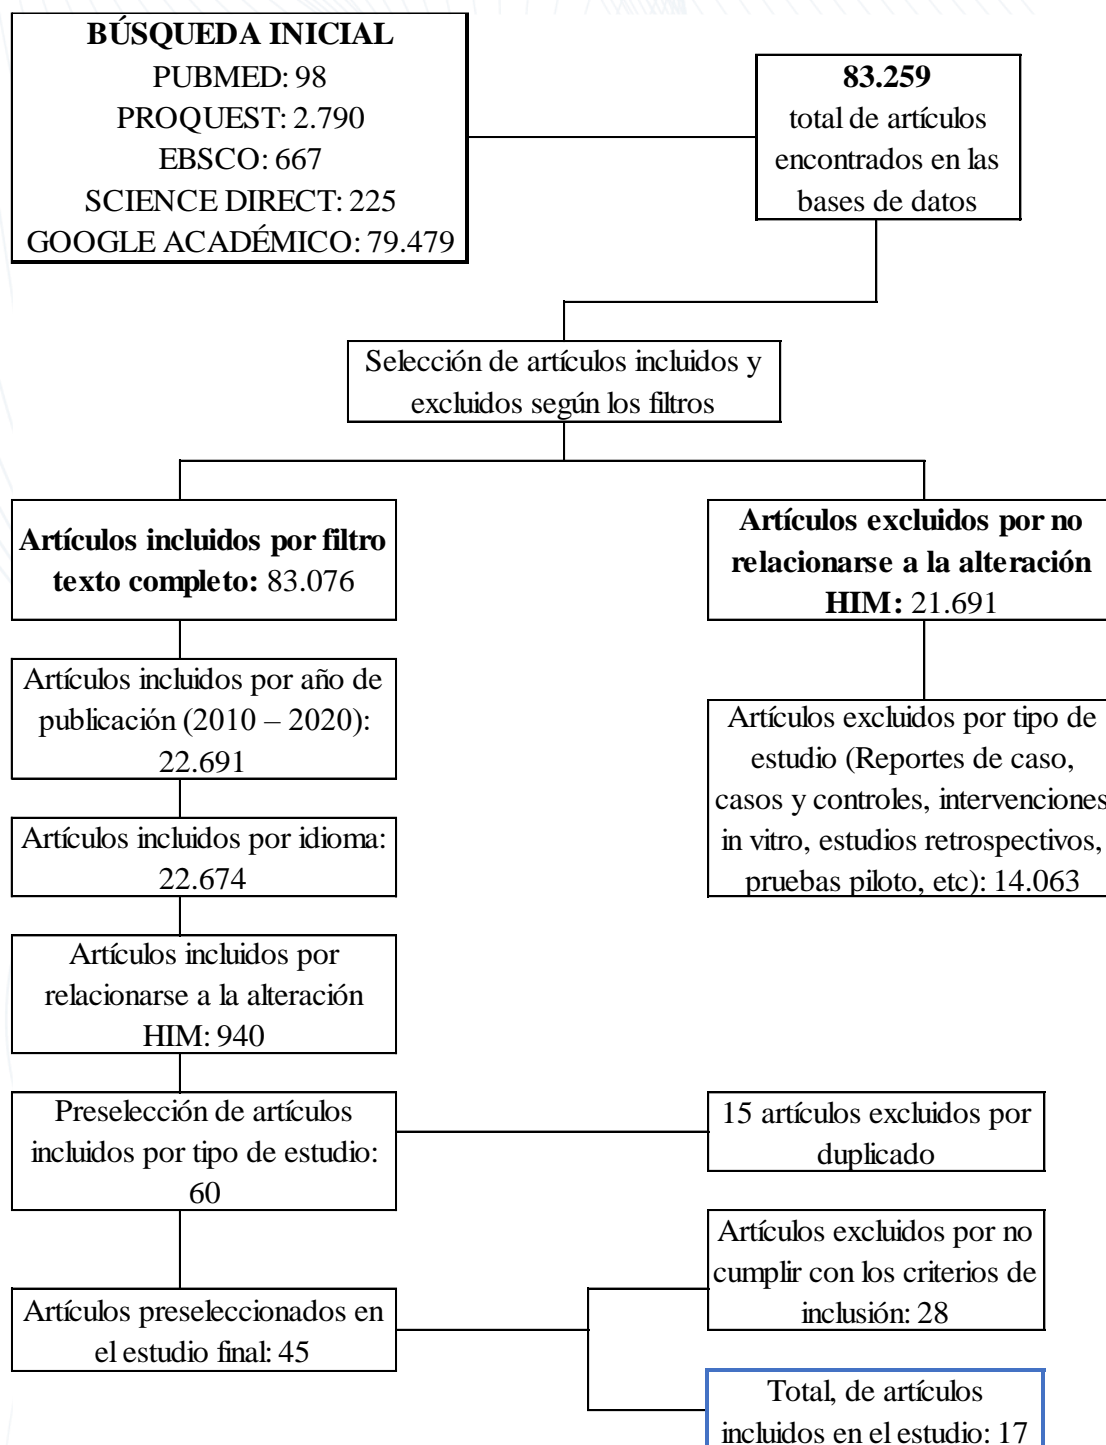 BÚSQUEDA INICIAL
PUBMED: 98
PROQUEST: 2.790
EBSCO: 667
SCIENCE DIRECT: 225
GOOGLE ACADÉMICO: 79.479
83.259
total de artículos
encontrados en las
bases de datos
Selección de artículos incluidos y
excluidos según los filtros
Artículos incluidos por filtro
texto completo: 83.076
Artículos excluidos por no
relacionarse a la alteración
HIM: 21.691
Artículos incluidos por año de
publicación (2010 – 2020):
22.691
Artículos excluidos por tipo de
estudio (Reportes de caso,
casos y controles, intervenciones
in vitro, estudios retrospectivos,
pruebas piloto, etc): 14.063
Artículos incluidos por idioma:
22.674
Artículos incluidos por
relacionarse a la alteración
HIM: 940
Preselección de artículos
incluidos por tipo de estudio:
60
15 artículos excluidos por
duplicado
Artículos excluidos por no
cumplir con los criterios de
inclusión: 28
Artículos preseleccionados en
el estudio final: 45
Total, de artículos
incluidos en el estudio: 17